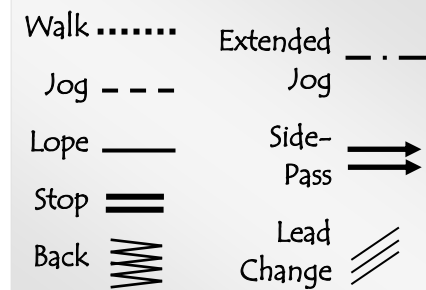 Walk
Jog
Lope
Stop
Back
Extended
Jog
Side-
Pass
Lead
Change